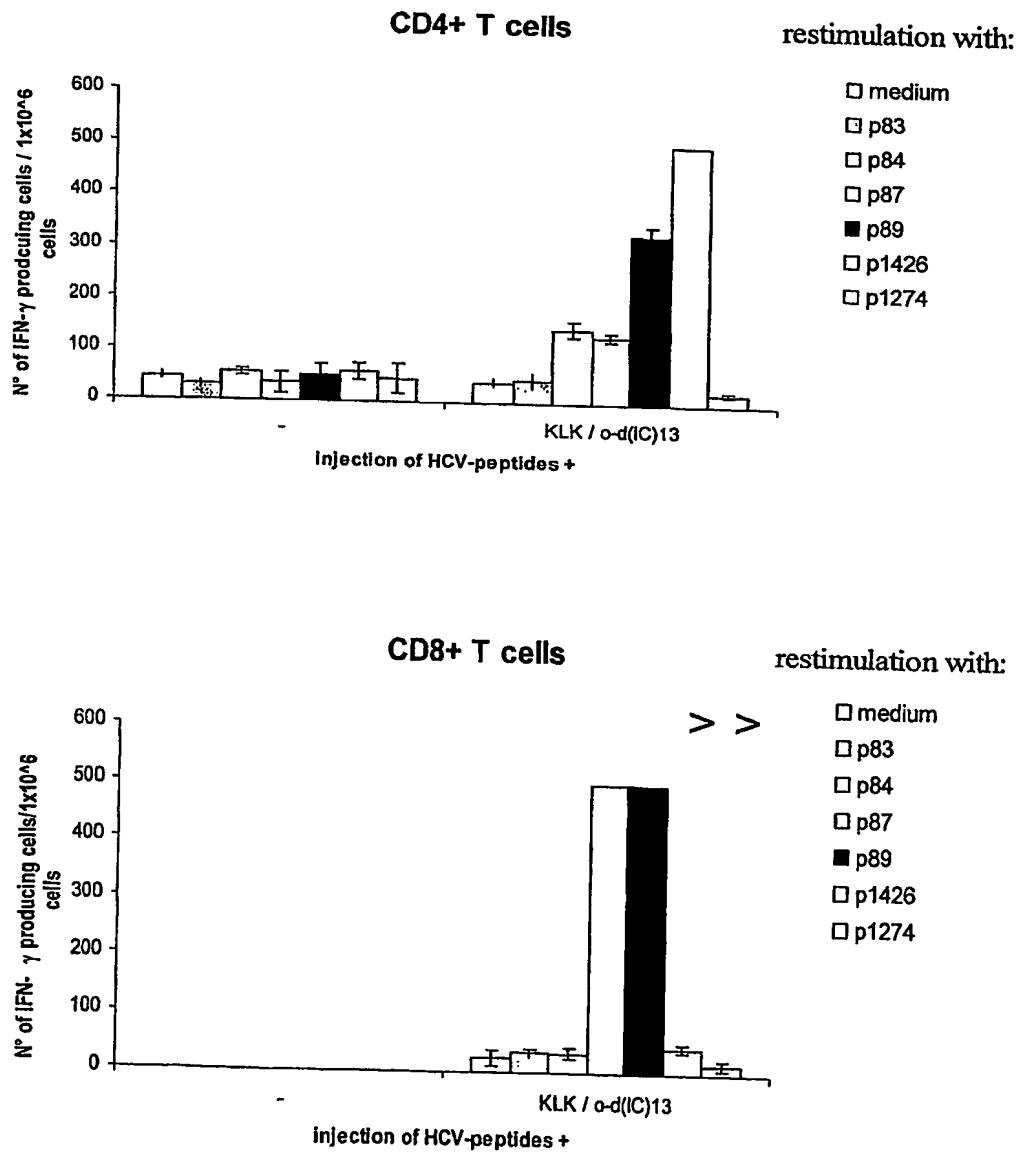 CD4+ T cells
restimulation with:
N° of IFN-γ prodcuing cells / 1x10^6
cells
600
500
400
300
200
100
0
-
KLK / o-d(IC)13
injection of HCV-peptides +
medium
p83
p84
p87
p89
p1426
p1274
CD8+ T cells
restimulation with:
N° of IFN- γ producing cells/1x10^6
cells
600
500
400
300
200
100
0
> >
-
KLK / o-d(IC)13
injection of HCV-peptides +
medium
p83
p84
p87
p89
p1426
p1274